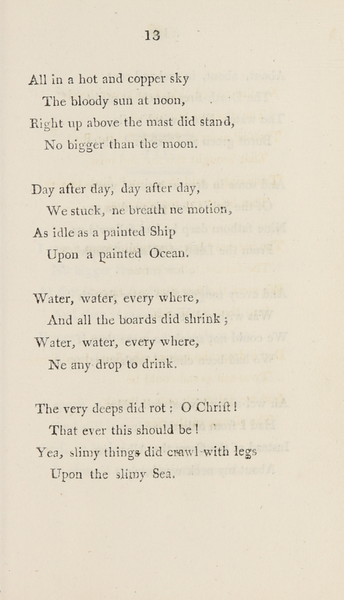 13
All in a hot and copper sky
The bloody sun at noon,
Right up above the mast did stand,
No bigger than the moon.
Day after day, day after day,
We stuck, ne breath ne motion,
As idle as a painted Ship
Upon a painted Ocean.
Water, water, every where,
And all the boards did shrink ;
Water, water, every where,
Ne any drop to drink.
The very deeps did rot : O Chriſt !
That ever this should be !
Yea, slimy things did crawl with legs
Upon the slimy Sea.